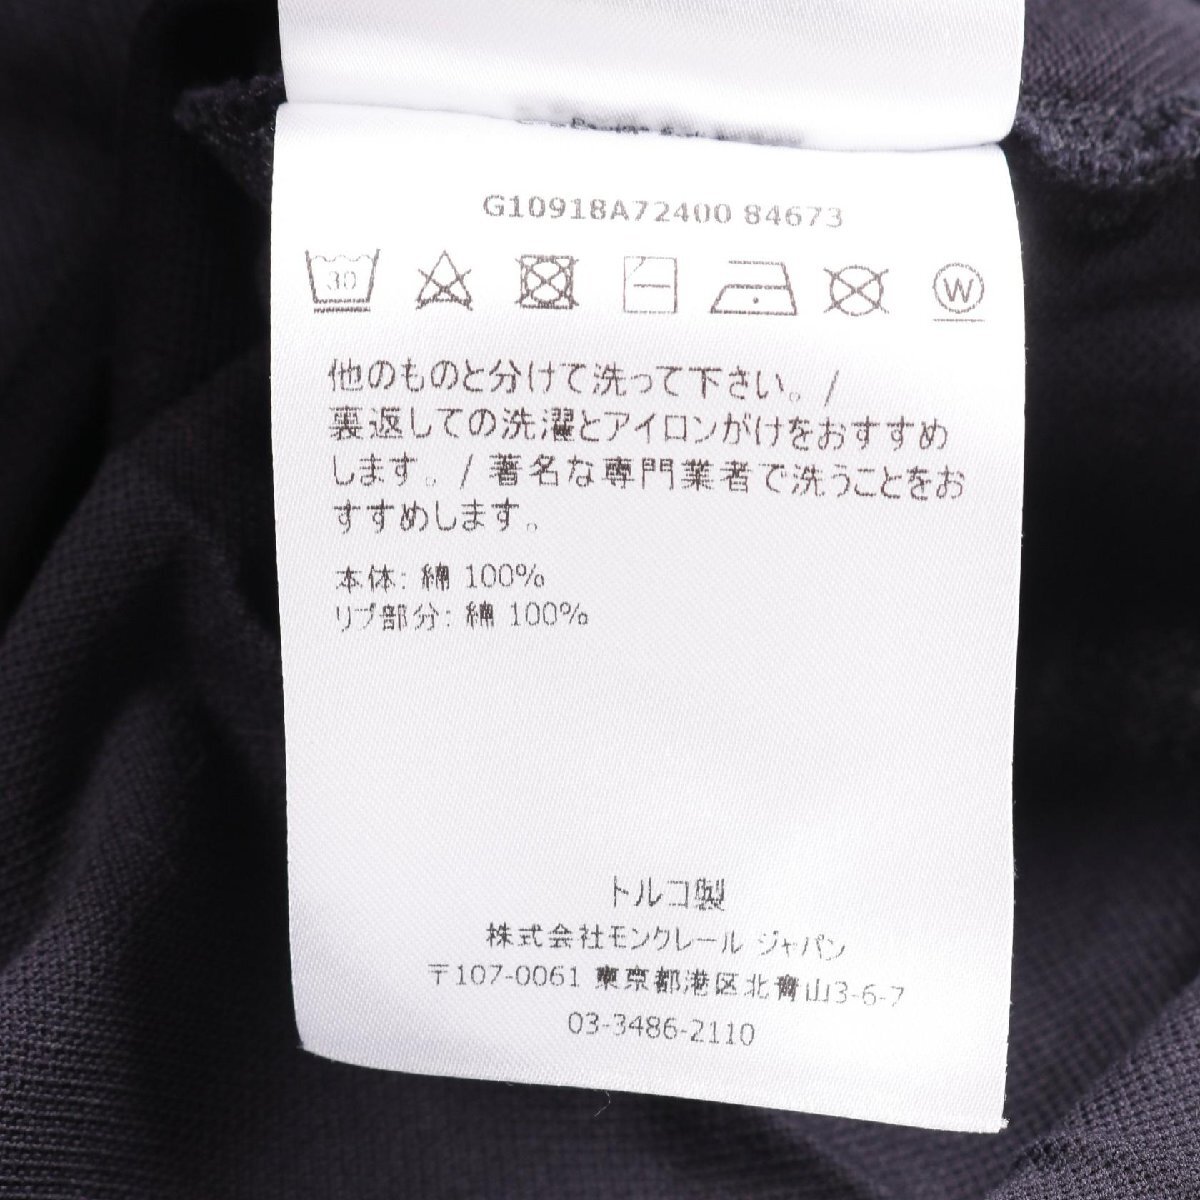 G10918A72400 84673
30
W
他のものと分けて洗って下さい。/
裏返しての洗濯とアイロンがけをおすすめ
します。/ 著名な専門業者で洗うことをお
すすめします。
本体: 綿 100%
リブ部分: 綿 100%
トルコ製
株式会社モンクレール ジャパン
〒107-0061 東京都港区北青山3-6-7
03-3486-2110